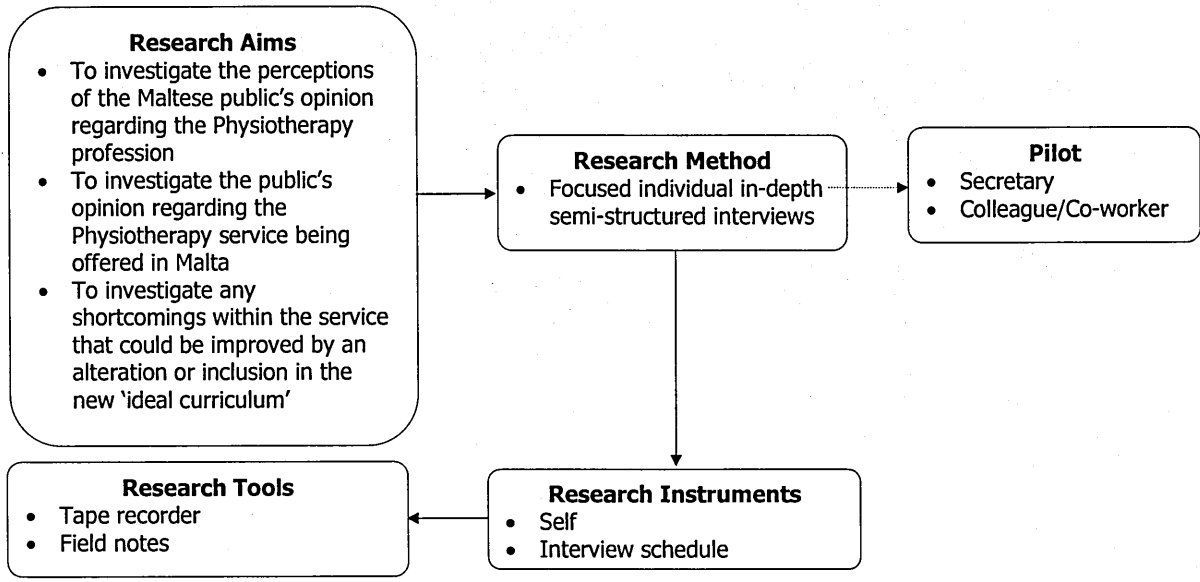 Research Aims
• To investigate the perceptions
of the Maltese public's opinion
regarding the Physiotherapy
profession
• To investigate the public's
opinion regarding the
Physiotherapy service being
offered in Malta
• To investigate any
shortcomings within the service
that could be improved by an
alteration or inclusion in the
new ‘ideal curriculum’
Research Method
• Focused individual in-depth
semi-structured interviews
Pilot
• Secretary
• Colleague/Co-worker
Research Instruments
• Self
• Interview schedule
Research Tools
• Tape recorder
• Field notes